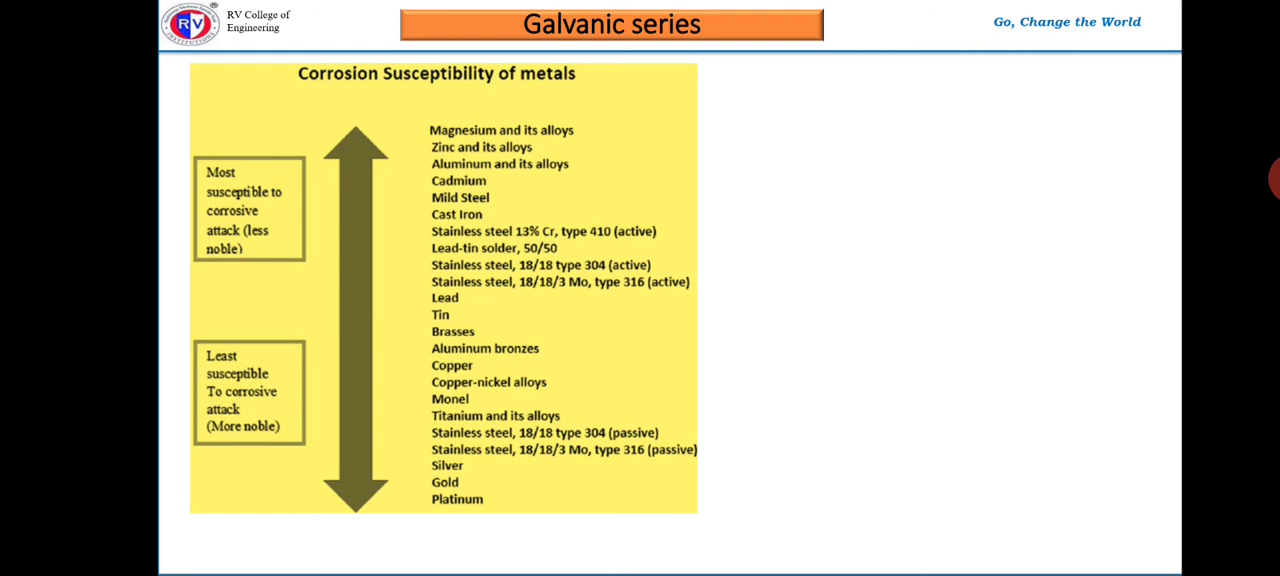 RV College of
Engineering
Galvanic series
Go, Change the World
RV
INSTITUTIONS
Corrosion Susceptibility of metals
Most
susceptible to
corrosive
attack (less
noble)
Least
susceptible
To corrosive
attack
(More noble)
Magnesium and its alloys
Zinc and its alloys
Aluminum and its alloys
Cadmium
Mild Steel
Cast Iron
Stainless steel 13% Cr, type 410 (active)
Lead-tin solder, 50/50
Stainless steel, 18/18 type 304 (active)
Stainless steel, 18/18/3 Mo, type 316 (active)
Lead
Tin
Brasses
Aluminum bronzes
Copper
Copper-nickel alloys
Monel
Titanium and its alloys
Stainless steel, 18/18 type 304 (passive)
Stainless steel, 18/18/3 Mo, type 316 (passive)
Silver
Gold
Platinum